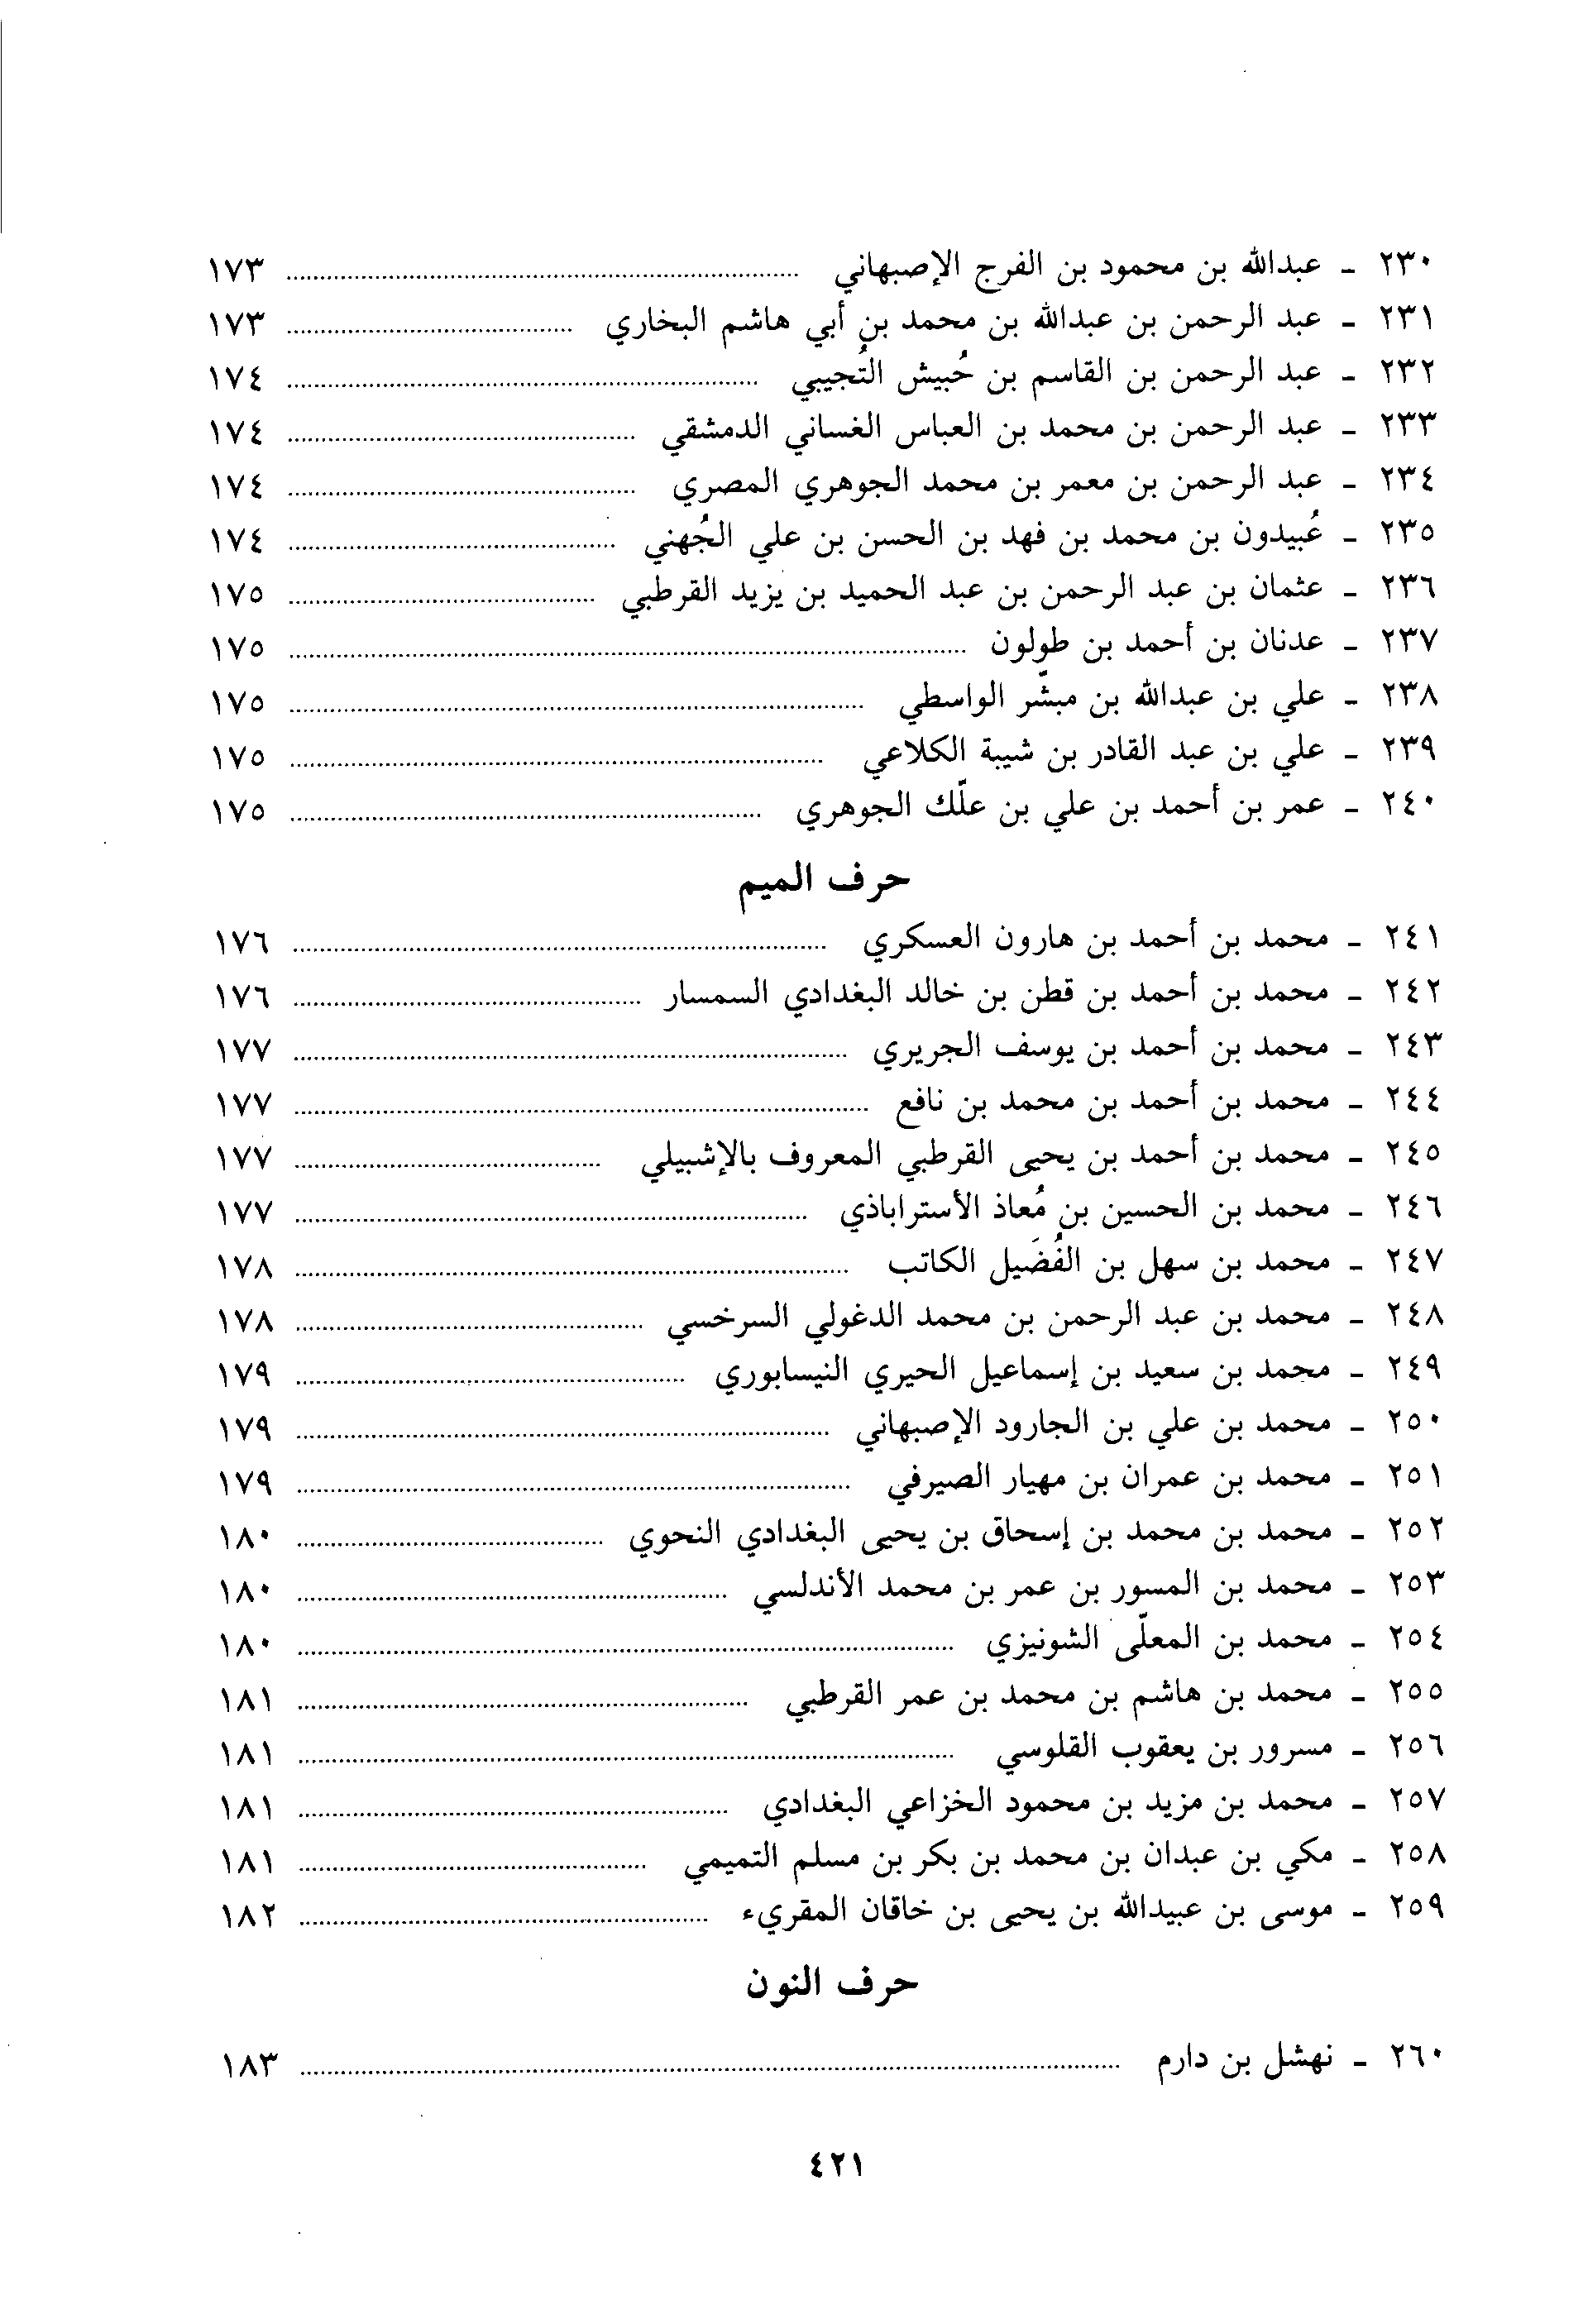 ٢٣٠ - عبدالله بن محمود بن الفرج الإصبهاني ........ ١٧٣
٢٣١ - عبد الرحمن بن عبدالله بن محمد بن أبي هاشم البخاري ........ ١٧٣
٢٣٢ - عبد الرحمن بن القاسم بن حُبيش التُجيبي ........ ١٧٤
٢٣٣ - عبد الرحمن بن محمد بن العباس الغساني الدمشقي ........ ١٧٤
٢٣٤ - عبد الرحمن بن معمر بن محمد الجوهري المصري ........ ١٧٤
٢٣٥ - عُبيدون بن محمد بن فهد بن الحسن بن علي الجُهني ........ ١٧٤
٢٣٦ - عثمان بن عبد الرحمن بن عبد الحميد بن يزيد القرطبي ........ ١٧٥
٢٣٧ - عدنان بن أحمد بن طولون ........ ١٧٥
٢٣٨ - علي بن عبدالله بن مبشّر الواسطي ........ ١٧٥
٢٣٩ - علي بن عبد القادر بن شيبة الكلاعي ........ ١٧٥
٢٤٠ - عمر بن أحمد بن علي بن علّك الجوهري ........ ١٧٥
حرف الميم
٢٤١ - محمد بن أحمد بن هارون العسكري ........ ١٧٦
٢٤٢ - محمد بن أحمد بن قطن بن خالد البغدادي السمسار ........ ١٧٦
٢٤٣ - محمد بن أحمد بن يوسف الجريري ........ ١٧٧
٢٤٤ - محمد بن أحمد بن محمد بن نافع ........ ١٧٧
٢٤٥ - محمد بن أحمد بن يحيى القرطبي المعروف بالإشبيلي ........ ١٧٧
٢٤٦ - محمد بن الحسين بن مُعاذ الأستراباذي ........ ١٧٧
٢٤٧ - محمد بن سهل بن الفُضَيل الكاتب ........ ١٧٨
٢٤٨ - محمد بن عبد الرحمن بن محمد الدغولي السرخسي ........ ١٧٨
٢٤٩ - محمد بن سعيد بن إسماعيل الحيري النيسابوري ........ ١٧٩
٢٥٠ - محمد بن علي بن الجارود الإصبهاني ........ ١٧٩
٢٥١ - محمد بن عمران بن مهيار الصيرفي ........ ١٧٩
٢٥٢ - محمد بن محمد بن إسحاق بن يحيى البغدادي النحوي ........ ١٨٠
٢٥٣ - محمد بن المسور بن عمر بن محمد الأندلسي ........ ١٨٠
٢٥٤ - محمد بن المعلّى الشونيزي ........ ١٨٠
٢٥٥ - محمد بن هاشم بن محمد بن عمر القرطبي ........ ١٨١
٢٥٦ - مسرور بن يعقوب القلوسي ........ ١٨١
٢٥٧ - محمد بن مزيد بن محمود الخزاعي البغدادي ........ ١٨١
٢٥٨ - مكي بن عبدان بن محمد بن بكر بن مسلم التميمي ........ ١٨١
٢٥٩ - موسى بن عبيدالله بن يحيى بن خاقان المقريء ........ ١٨٢
حرف النون
٢٦٠ - نهشل بن دارم ........ ١٨٣
٤٢١